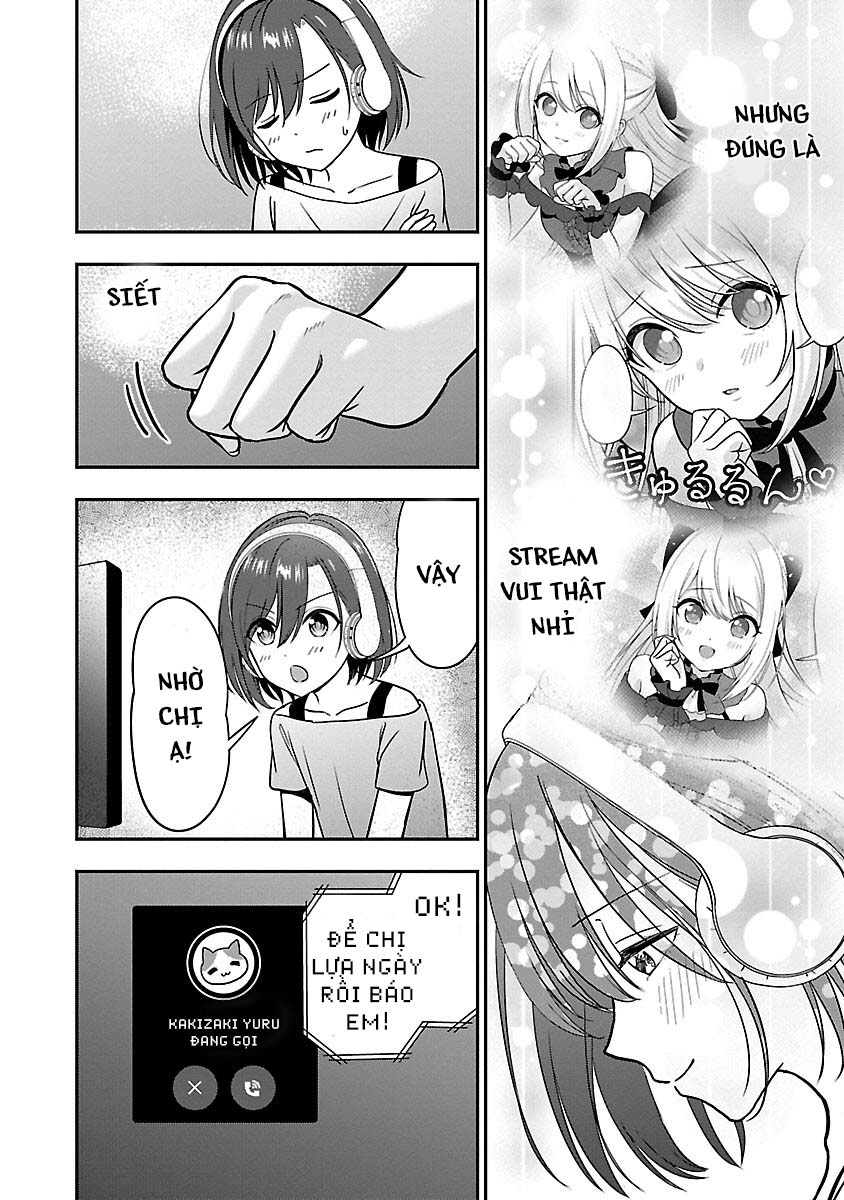 NHƯNG
ĐÚNG LÀ
きゅるるん♡
STREAM
VUI THẬT
NHỈ
SIẾT
VẬY
NHỜ
CHỊ
Ạ!
OK!
ĐỂ CHỊ
LỰA NGÀY
RỒI BÁO
EM!
KAKIZAKI YURU
ĐANG GỌI